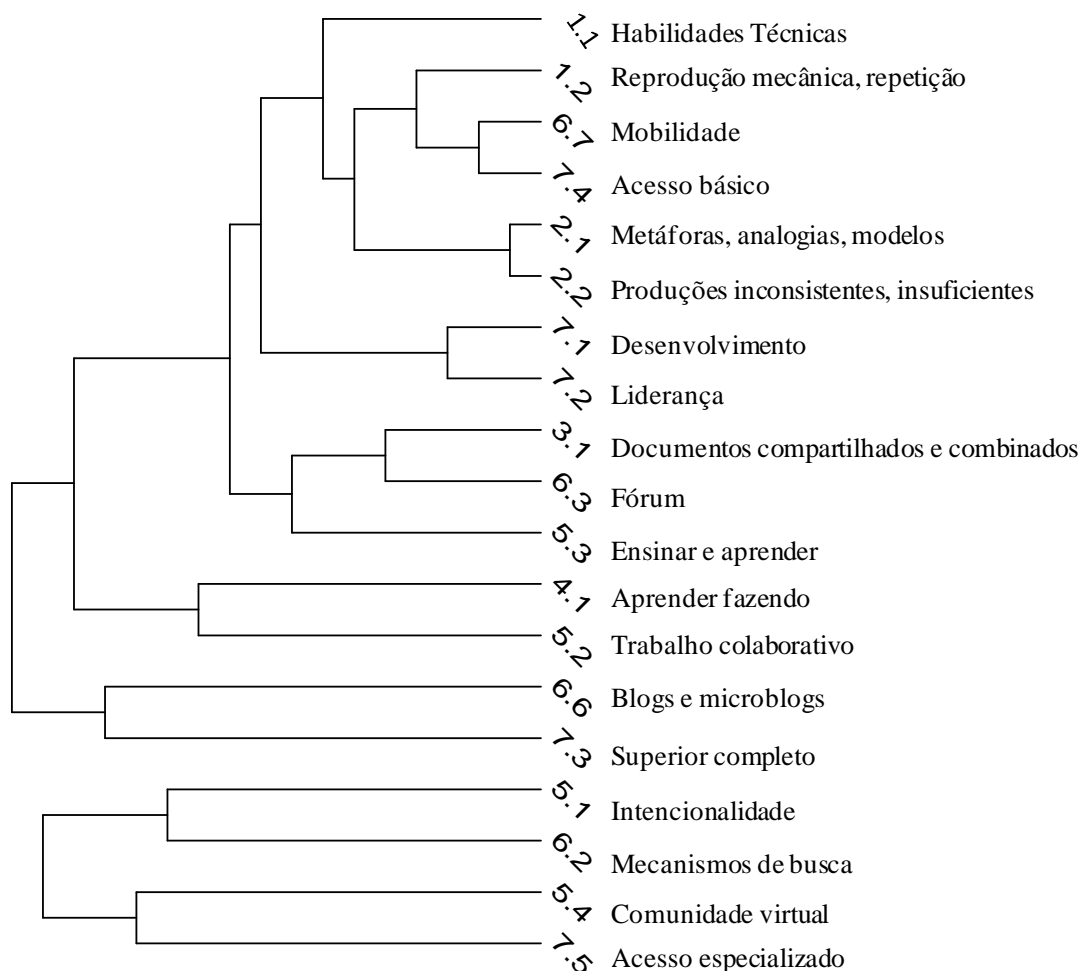 1.1 Habilidades Técnicas
1.2 Reprodução mecânica, repetição
6.7 Mobilidade
7.4 Acesso básico
2.1 Metáforas, analogias, modelos
2.2 Produções inconsistentes, insuficientes
7.1 Desenvolvimento
7.2 Liderança
3.1 Documentos compartilhados e combinados
6.3 Fórum
5.3 Ensinar e aprender
4.1 Aprender fazendo
5.2 Trabalho colaborativo
6.6 Blogs e microblogs
7.3 Superior completo
5.1 Intencionalidade
6.2 Mecanismos de busca
5.4 Comunidade virtual
7.5 Acesso especializado